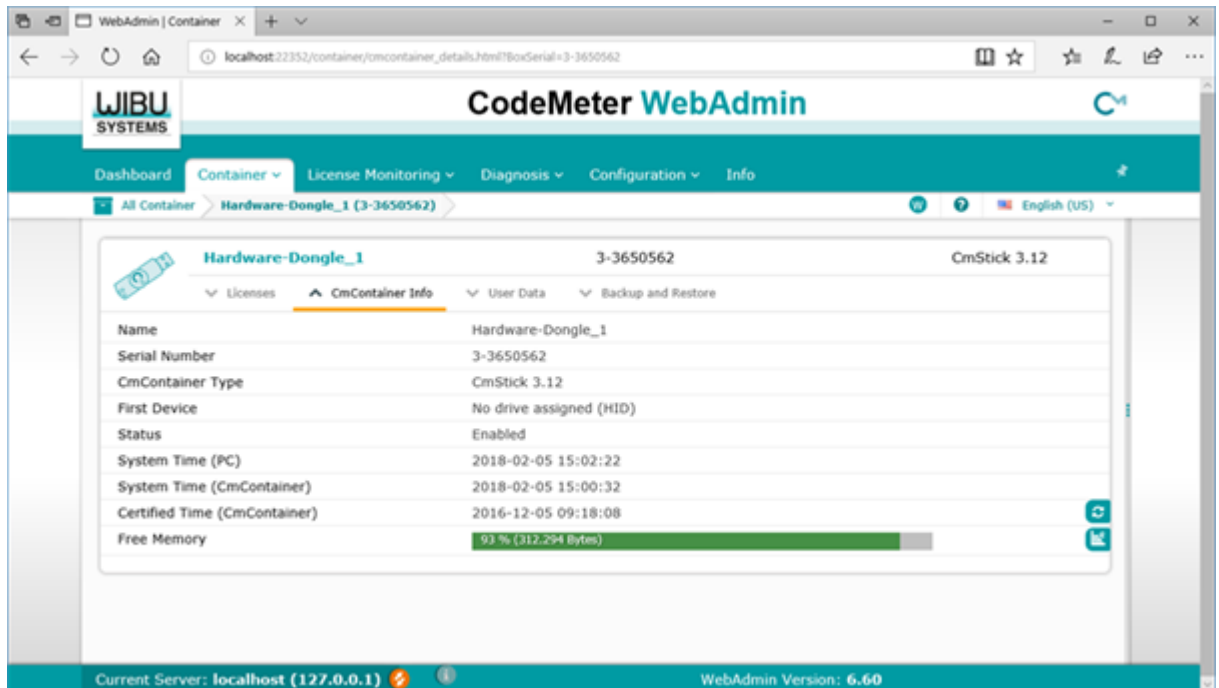 WebAdmin | Container
localhost:22352/container/cmcontainer_details.html?BoxSerial=3-3650562
WIBU
SYSTEMS
CodeMeter WebAdmin
CM
Dashboard Container License Monitoring Diagnosis Configuration Info
All Container Hardware-Dongle_1 (3-3650562) W ? English (US)
Hardware-Dongle_1 3-3650562 CmStick 3.12
Licenses CmContainer Info User Data Backup and Restore
Name Hardware-Dongle_1
Serial Number 3-3650562
CmContainer Type CmStick 3.12
First Device No drive assigned (HID)
Status Enabled
System Time (PC) 2018-02-05 15:02:22
System Time (CmContainer) 2018-02-05 15:00:32
Certified Time (CmContainer) 2016-12-05 09:18:08
Free Memory 93 % (312.294 Bytes)
Current Server: localhost (127.0.0.1) WebAdmin Version: 6.60